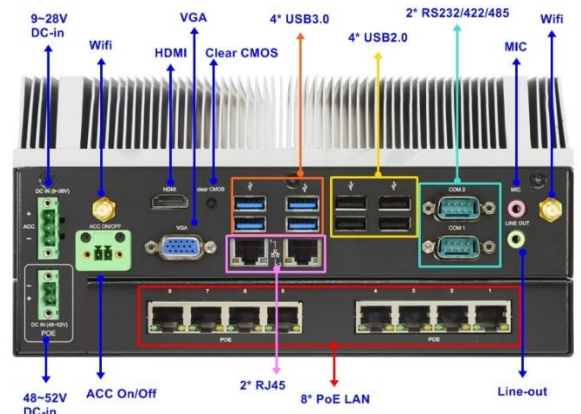 9~28V
DC-in
Wifi
HDMI
VGA
Clear CMOS
4* USB3.0
4* USB2.0
2* RS232/422/485
MIC
Wifi
DC IN (9~36V)
HDMI
clear CMOS
COM 2
MIC
+
ACC
−
ACC ON/OFF
VGA
COM 1
LINE OUT
−
+
DC IN (48~52V)
POE
8 7 6 5 4 3 2 1
POE
POE
48~52V
DC-in
ACC On/Off
2* RJ45
8* PoE LAN
Line-out